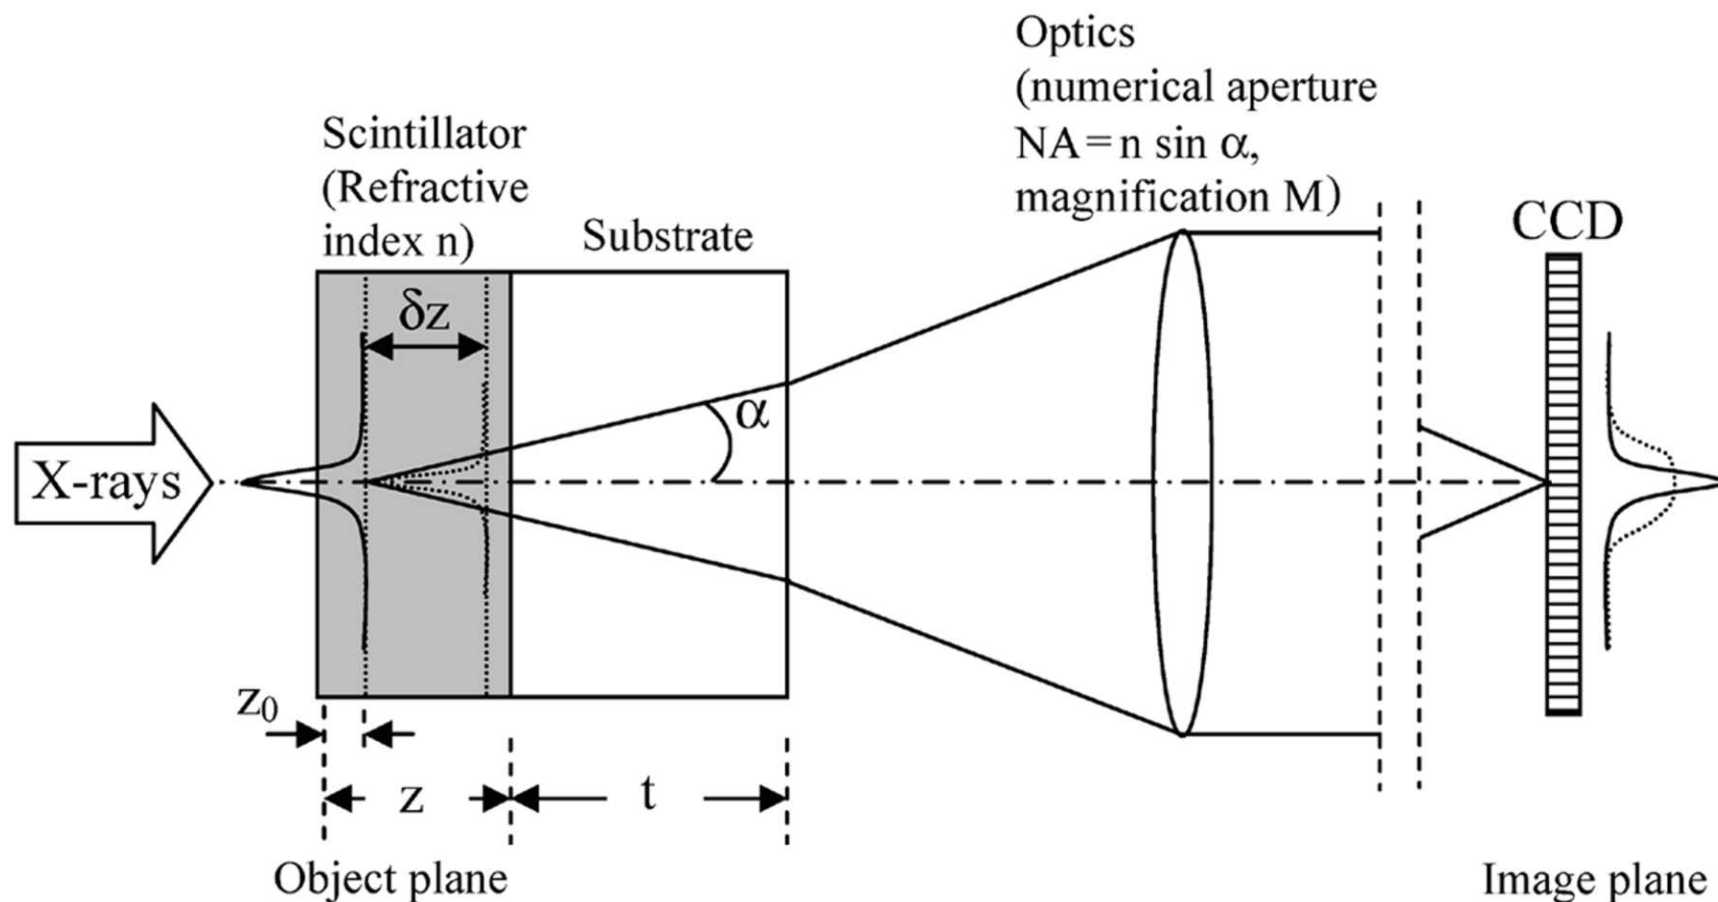 Optics
(numerical aperture
NA=n sin α,
magnification M)
Scintillator
(Refractive
index n)
Substrate
CCD
δz
α
X-rays
z₀
z
t
Object plane
Image plane